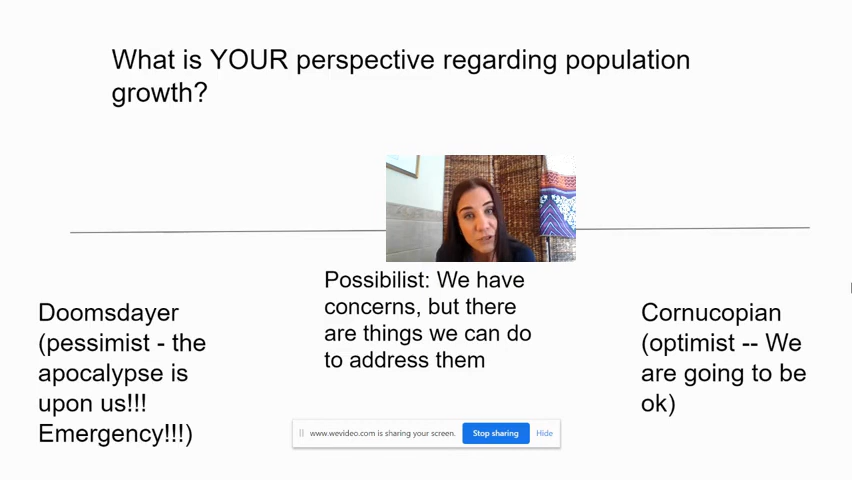 What is YOUR perspective regarding population
growth?
Possibilist: We have
concerns, but there
are things we can do
to address them
Doomsdayer
(pessimist - the
apocalypse is
upon us!!!
Emergency!!!)
Cornucopian
(optimist -- We
are going to be
ok)
www.wevideo.com is sharing your screen. Stop sharing Hide